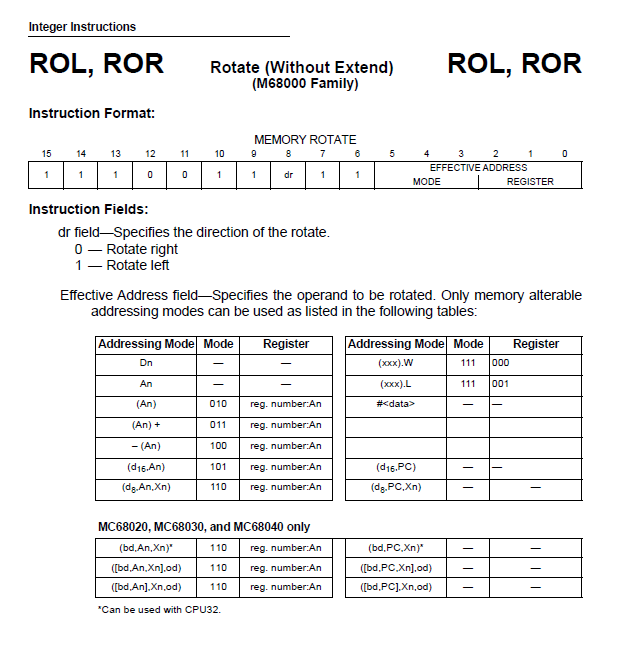 Integer Instructions
ROL, ROR Rotate (Without Extend) ROL, ROR
(M68000 Family)
Instruction Format:
MEMORY ROTATE
15 14 13 12 11 10 9 8 7 6 5 4 3 2 1 0
1 1 1 0 0 1 1 dr 1 1 EFFECTIVE ADDRESS
MODE REGISTER
Instruction Fields:
dr field—Specifies the direction of the rotate.
0 — Rotate right
1 — Rotate left
Effective Address field—Specifies the operand to be rotated. Only memory alterable
addressing modes can be used as listed in the following tables:
Addressing Mode Mode Register Addressing Mode Mode Register
Dn — — (xxx).W 111 000
An — — (xxx).L 111 001
(An) 010 reg. number:An #<data> — —
(An) + 011 reg. number:An
– (An) 100 reg. number:An
(d16,An) 101 reg. number:An (d16,PC) — —
(d8,An,Xn) 110 reg. number:An (d8,PC,Xn) — —
MC68020, MC68030, and MC68040 only
(bd,An,Xn)* 110 reg. number:An (bd,PC,Xn)* — —
([bd,An,Xn],od) 110 reg. number:An ([bd,PC,Xn],od) — —
([bd,An],Xn,od) 110 reg. number:An ([bd,PC],Xn,od) — —
*Can be used with CPU32.